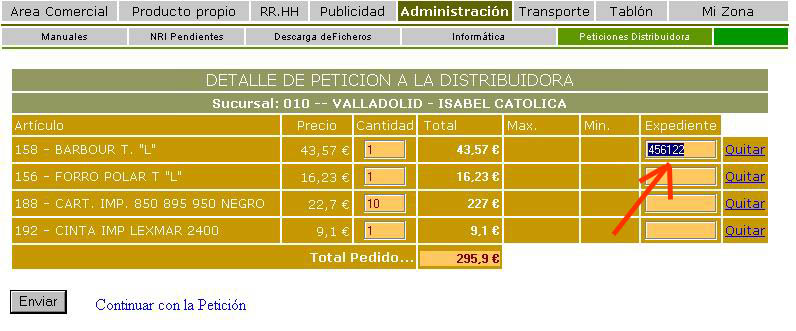 Area Comercial Producto propio RR.HH Publicidad Administración Transporte Tablón Mi Zona
Manuales NRI Pendientes Descarga deFicheros Informática Peticiones Distribuidora
DETALLE DE PETICION A LA DISTRIBUIDORA
Sucursal: 010 -- VALLADOLID - ISABEL CATOLICA
Artículo Precio Cantidad Total Max. Min. Expediente
158 - BARBOUR T. "L" 43,57 € 1 43,57 € 456122 Quitar
156 - FORRO POLAR T "L" 16,23 € 1 16,23 € Quitar
188 - CART. IMP. 850 895 950 NEGRO 22,7 € 10 227 € Quitar
192 - CINTA IMP LEXMAR 2400 9,1 € 1 9,1 € Quitar
Total Pedido... 295,9 €
Enviar Continuar con la Petición